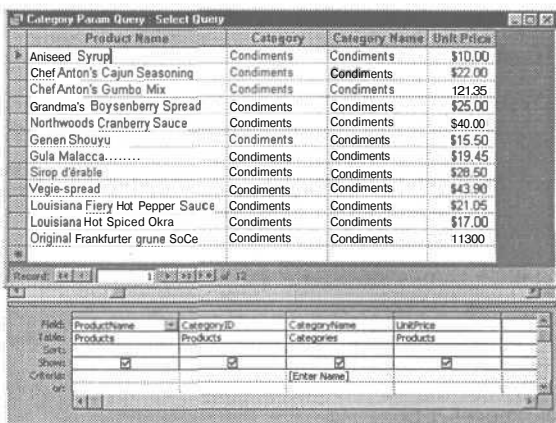 Category Param Query : Select Query
Product Name Category Category Name Unit Price
Aniseed Syrup Condiments Condiments $10.00
Chef Anton's Cajun Seasoning Condiments Condiments $22.00
Chef Anton's Gumbo Mix Condiments Condiments 121.35
Grandma's Boysenberry Spread Condiments Condiments $25.00
Northwoods Cranberry Sauce Condiments Condiments $40.00
Genen Shouyu Condiments Condiments $15.50
Gula Malacca........ Condiments Condiments $19.45
Sirop d'érable Condiments Condiments $28.50
Vegie-spread Condiments Condiments $43.90
Louisiana Fiery Hot Pepper Sauce Condiments Condiments $21.05
Louisiana Hot Spiced Okra Condiments Condiments $17.00
Original Frankfurter grune SoCe Condiments Condiments 11300
Record: 1 of 12
Field: ProductName CategoryID CategoryName UnitPrice
Table: Products Products Categories Products
Sort:
Show:
Criteria: [Enter Name]
or: